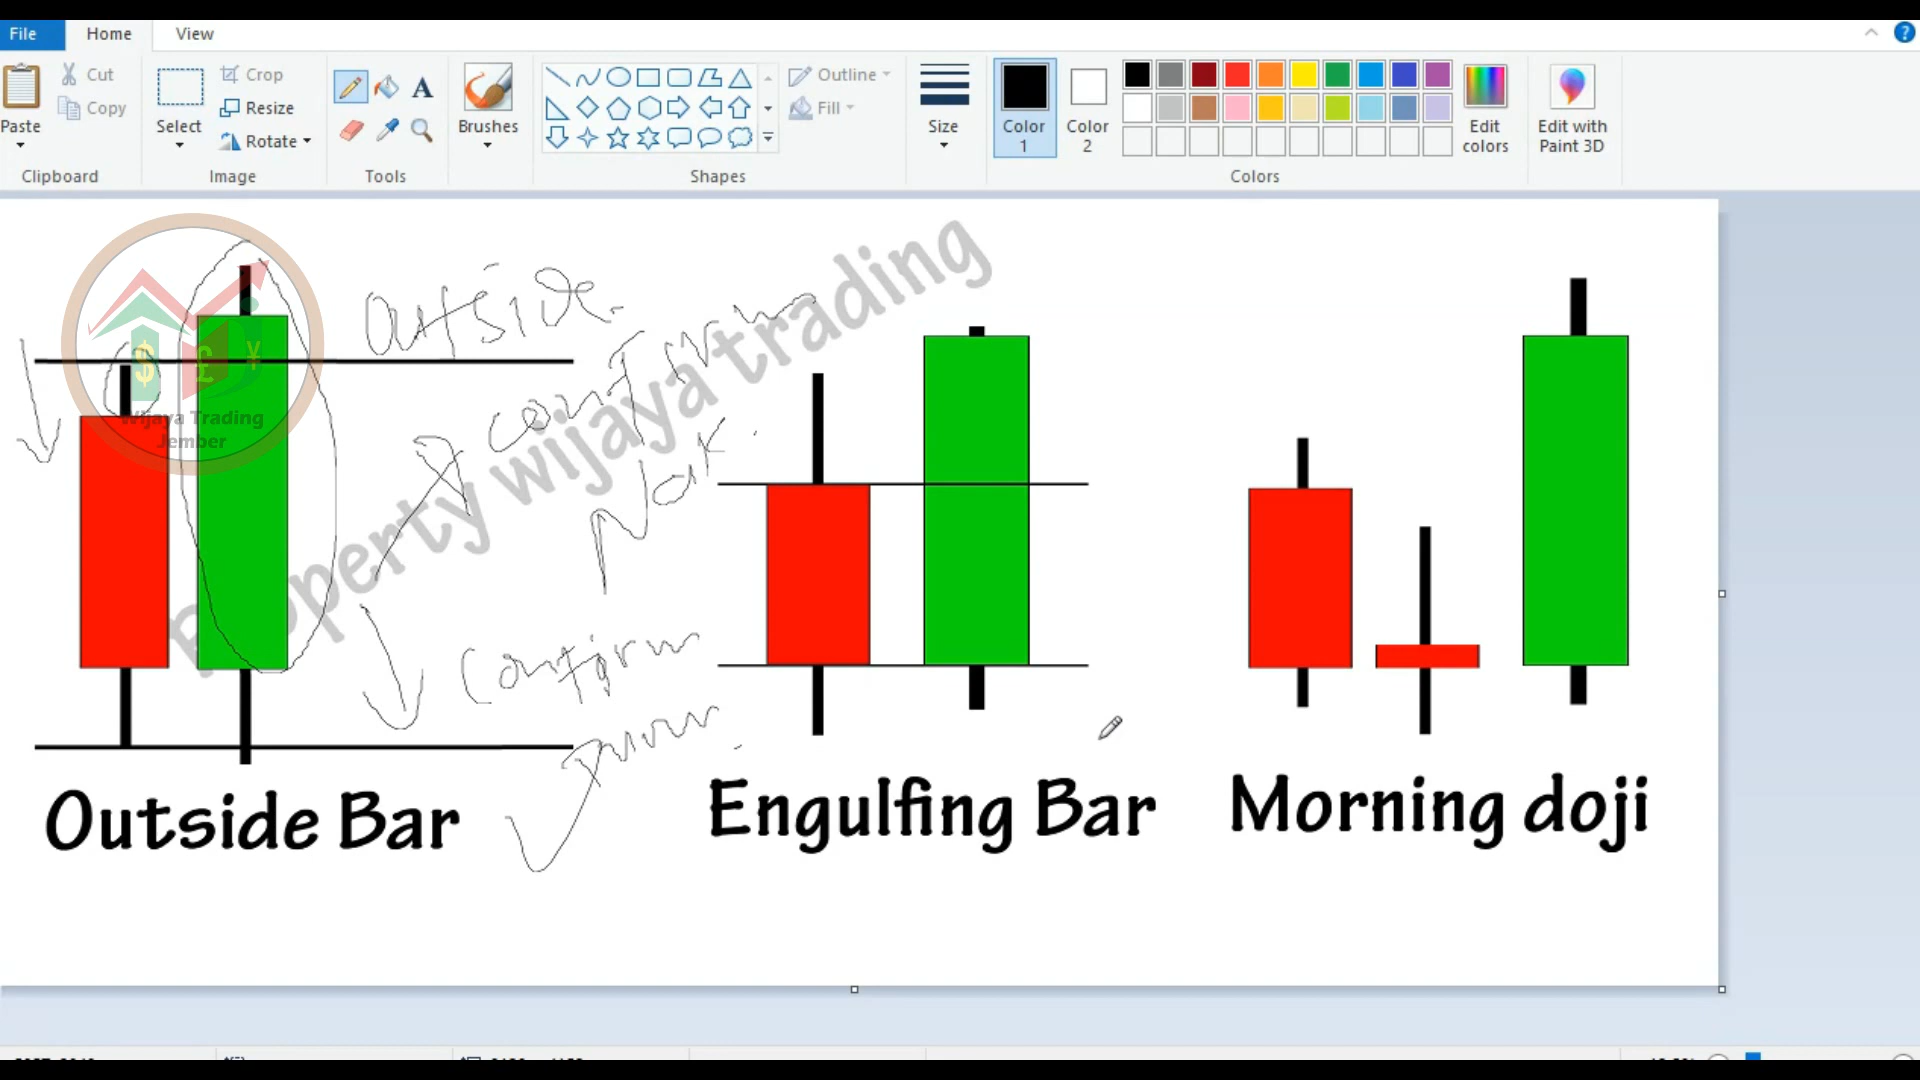 File
Home
View
Paste
Cut
Copy
Clipboard
Select
Crop
Resize
Rotate
Image
Tools
Brushes
Shapes
Outline
Fill
Size
Color
1
Color
2
Colors
Edit
colors
Edit with
Paint 3D
Property wijaya trading
$ £ ¥
Wijaya Trading
Jember
Outside
confirm
Naik
Confirm
Outside Bar
Engulfing Bar
Morning doji